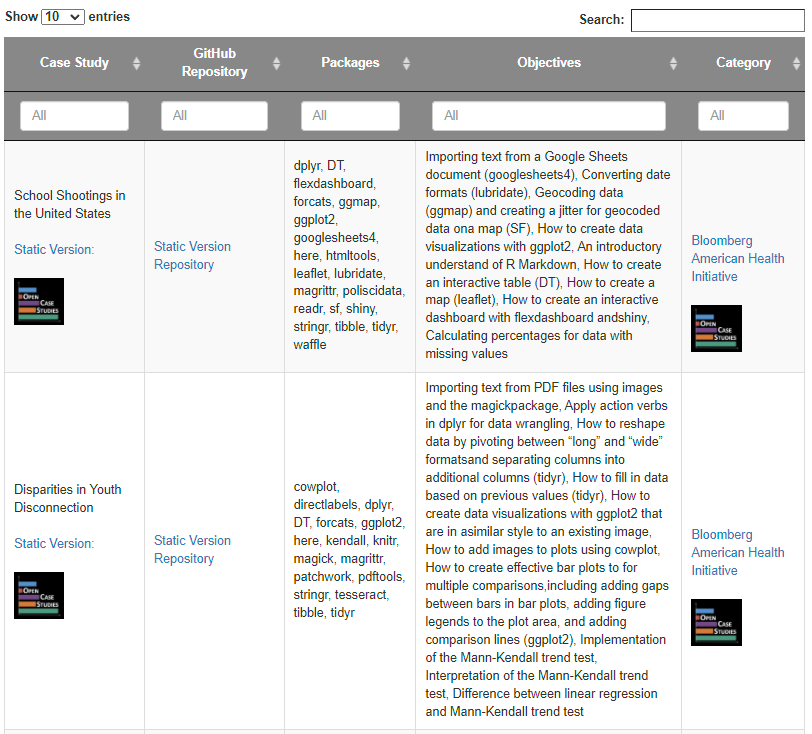 Show 10 entries
Search:
Case Study
GitHub
Repository
Packages
Objectives
Category
All
All
All
All
All
School Shootings in
the United States
Static Version:
OPEN
CASE
STUDIES
Static Version
Repository
dplyr, DT,
flexdashboard,
forcats, ggmap,
ggplot2,
googlesheets4,
here, htmltools,
leaflet, lubridate,
magrittr, poliscidata,
readr, sf, shiny,
stringr, tibble, tidyr,
waffle
Importing text from a Google Sheets
document (googlesheets4), Converting date
formats (lubridate), Geocoding data
(ggmap) and creating a jitter for geocoded
data ona map (SF), How to create data
visualizations with ggplot2, An introductory
understand of R Markdown, How to create
an interactive table (DT), How to create a
map (leaflet), How to create an interactive
dashboard with flexdashboard andshiny,
Calculating percentages for data with
missing values
Bloomberg
American Health
Initiative
OPEN
CASE
STUDIES
Disparities in Youth
Disconnection
Static Version:
OPEN
CASE
STUDIES
Static Version
Repository
cowplot,
directlabels, dplyr,
DT, forcats, ggplot2,
here, kendall, knitr,
magick, magrittr,
patchwork, pdftools,
stringr, tesseract,
tibble, tidyr
Importing text from PDF files using images
and the magickpackage, Apply action verbs
in dplyr for data wrangling, How to reshape
data by pivoting between “long” and “wide”
formatsand separating columns into
additional columns (tidyr), How to fill in data
based on previous values (tidyr), How to
create data visualizations with ggplot2 that
are in asimilar style to an existing image,
How to add images to plots using cowplot,
How to create effective bar plots to for
multiple comparisons,including adding gaps
between bars in bar plots, adding figure
legends to the plot area, and adding
comparison lines (ggplot2), Implementation
of the Mann-Kendall trend test,
Interpretation of the Mann-Kendall trend
test, Difference between linear regression
and Mann-Kendall trend test
Bloomberg
American Health
Initiative
OPEN
CASE
STUDIES